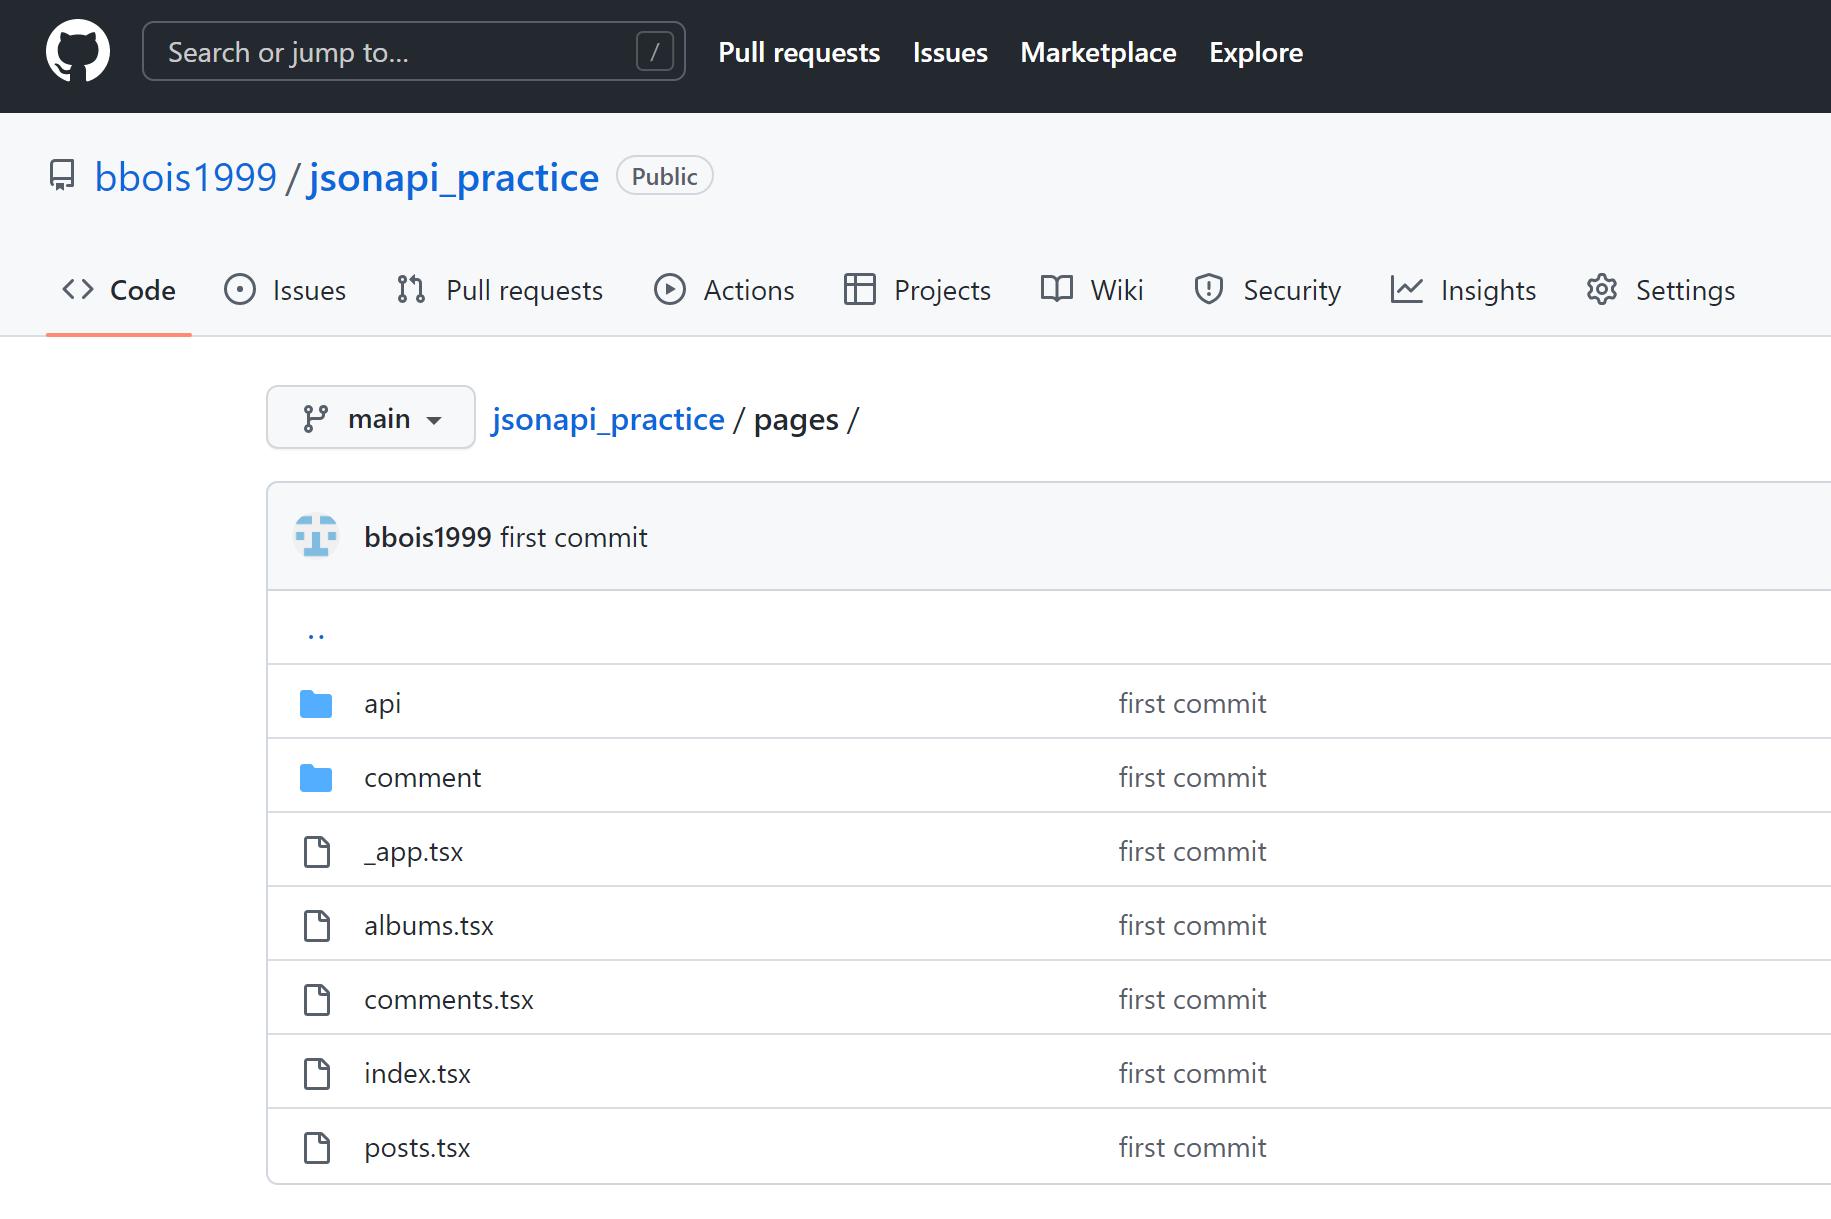 Search or jump to... / Pull requests Issues Marketplace Explore
bbois1999 / jsonapi_practice Public
Code Issues Pull requests Actions Projects Wiki Security Insights Settings
main jsonapi_practice / pages /
bbois1999 first commit
..
api first commit
comment first commit
_app.tsx first commit
albums.tsx first commit
comments.tsx first commit
index.tsx first commit
posts.tsx first commit